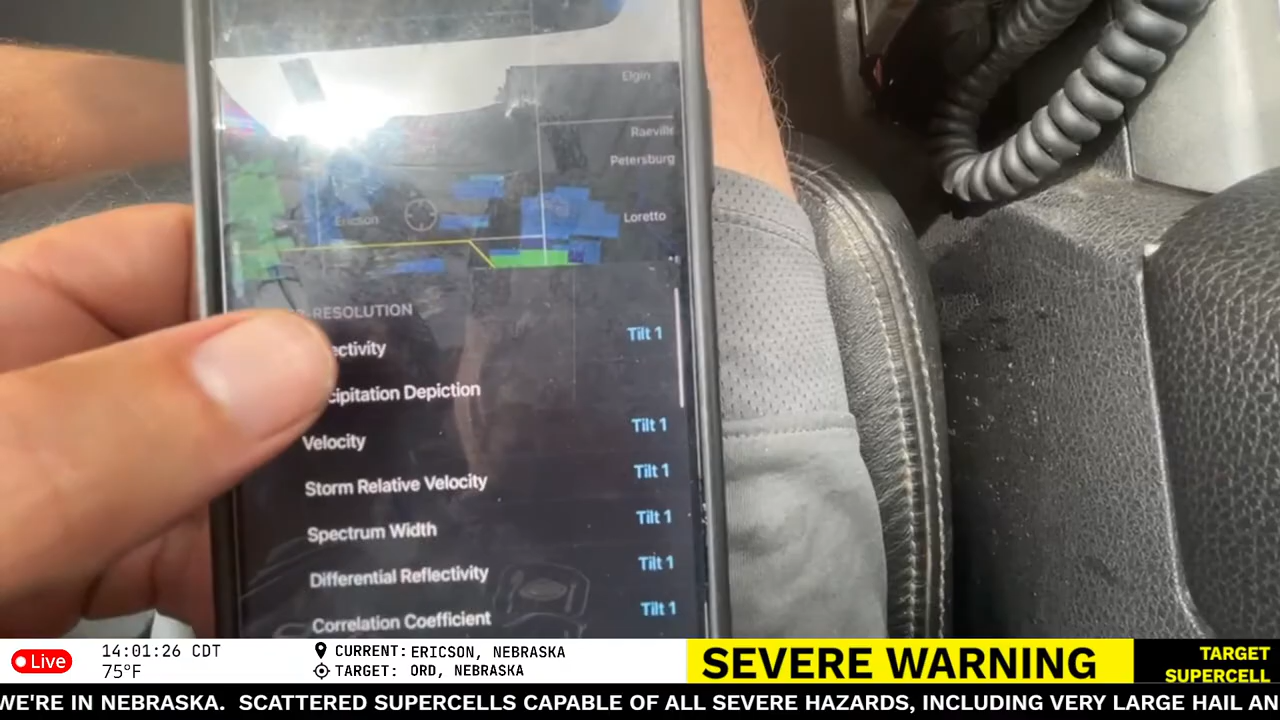 Elgin
Raeville
Petersburg
Ericson
Loretto
-RESOLUTION
ectivity Tilt 1
cipitation Depiction
Velocity Tilt 1
Storm Relative Velocity Tilt 1
Spectrum Width Tilt 1
Differential Reflectivity Tilt 1
Correlation Coefficient Tilt 1
Live
14:01:26 CDT
75°F
CURRENT: ERICSON, NEBRASKA
TARGET: ORD, NEBRASKA
SEVERE WARNING
TARGET
SUPERCELL
WE'RE IN NEBRASKA. SCATTERED SUPERCELLS CAPABLE OF ALL SEVERE HAZARDS, INCLUDING VERY LARGE HAIL AN